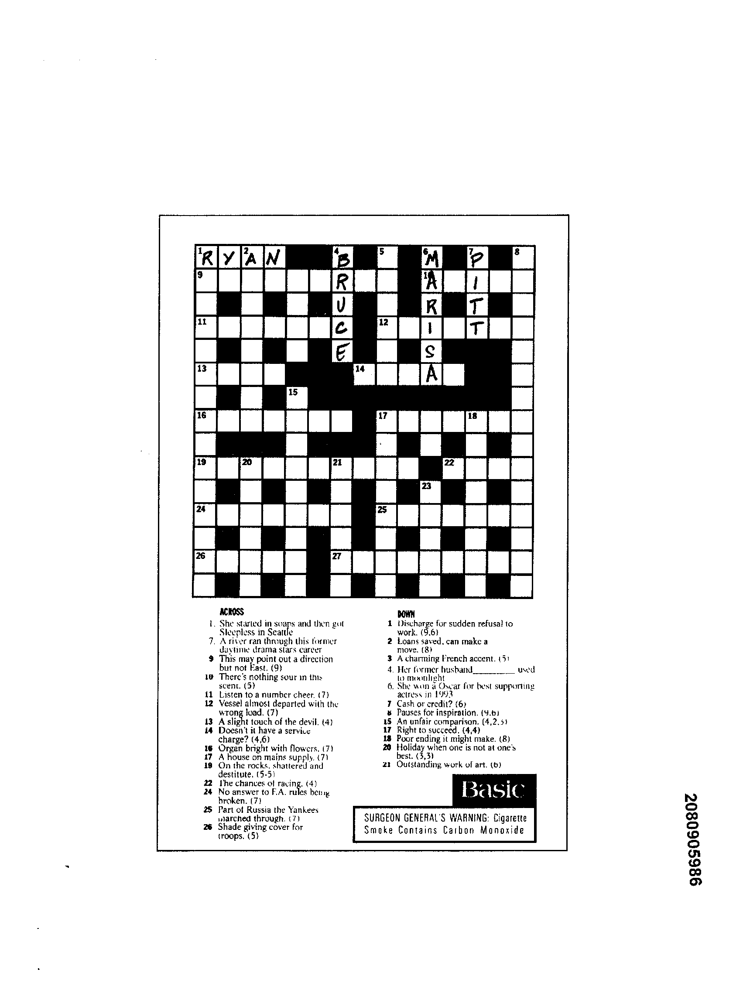 1 R Y 2 A N 4 B 5 6 M 7 P 8
9 R 10 A I
U R T
11 C 12 I T
E S
13 14 A
15
16 17 18
19 20 21 22
23
24 25
26 27
ACROSS
1. She started in soaps and then got
Sleepless in Seattle
7. A river ran through this former
daytime drama stars career
9 This may point out a direction
but not East. (9)
10 There's nothing sour in this
scent. (5)
11 Listen to a number cheer. (7)
12 Vessel almost departed with the
wrong load. (7)
13 A slight touch of the devil. (4)
14 Doesn't it have a service
charge? (4,6)
16 Organ bright with flowers. (7)
17 A house on mains supply. (7)
19 On the rocks, shattered and
destitute. (5-5)
22 The chances of racing. (4)
24 No answer to F.A. rules being
broken. (7)
25 Part of Russia the Yankees
marched through. (7)
26 Shade giving cover for
troops. (5)
DOWN
1 Discharge for sudden refusal to
work. (9,6)
2 Loans saved, can make a
move. (8)
3 A charming French accent. (5)
4. Her former husband________ used
to moonlight
6. She won a Oscar for best supporting
actress in 1993
7 Cash or credit? (6)
8 Pauses for inspiration. (9,6)
15 An unfair comparison. (4,2,3)
17 Right to succeed. (4,4)
18 Poor ending it might make. (8)
20 Holiday when one is not at one's
best. (3,3)
21 Outstanding work of art. (6)
Basic
SURGEON GENERAL'S WARNING: Cigarette
Smoke Contains Carbon Monoxide
2080905986